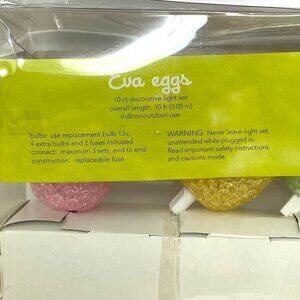 Eva eggs
10 ct decorative light set
overall length: 10 ft (3.05 m)
indoor/outdoor use
bulbs: use replacement bulb 12v;
4 extra bulbs and 2 fuses included
connect: maximum 3 sets, end to end
construction: replaceable fuse
WARNING: Never leave light set
unattended while plugged in.
Read important safety instructions
and cautions inside.